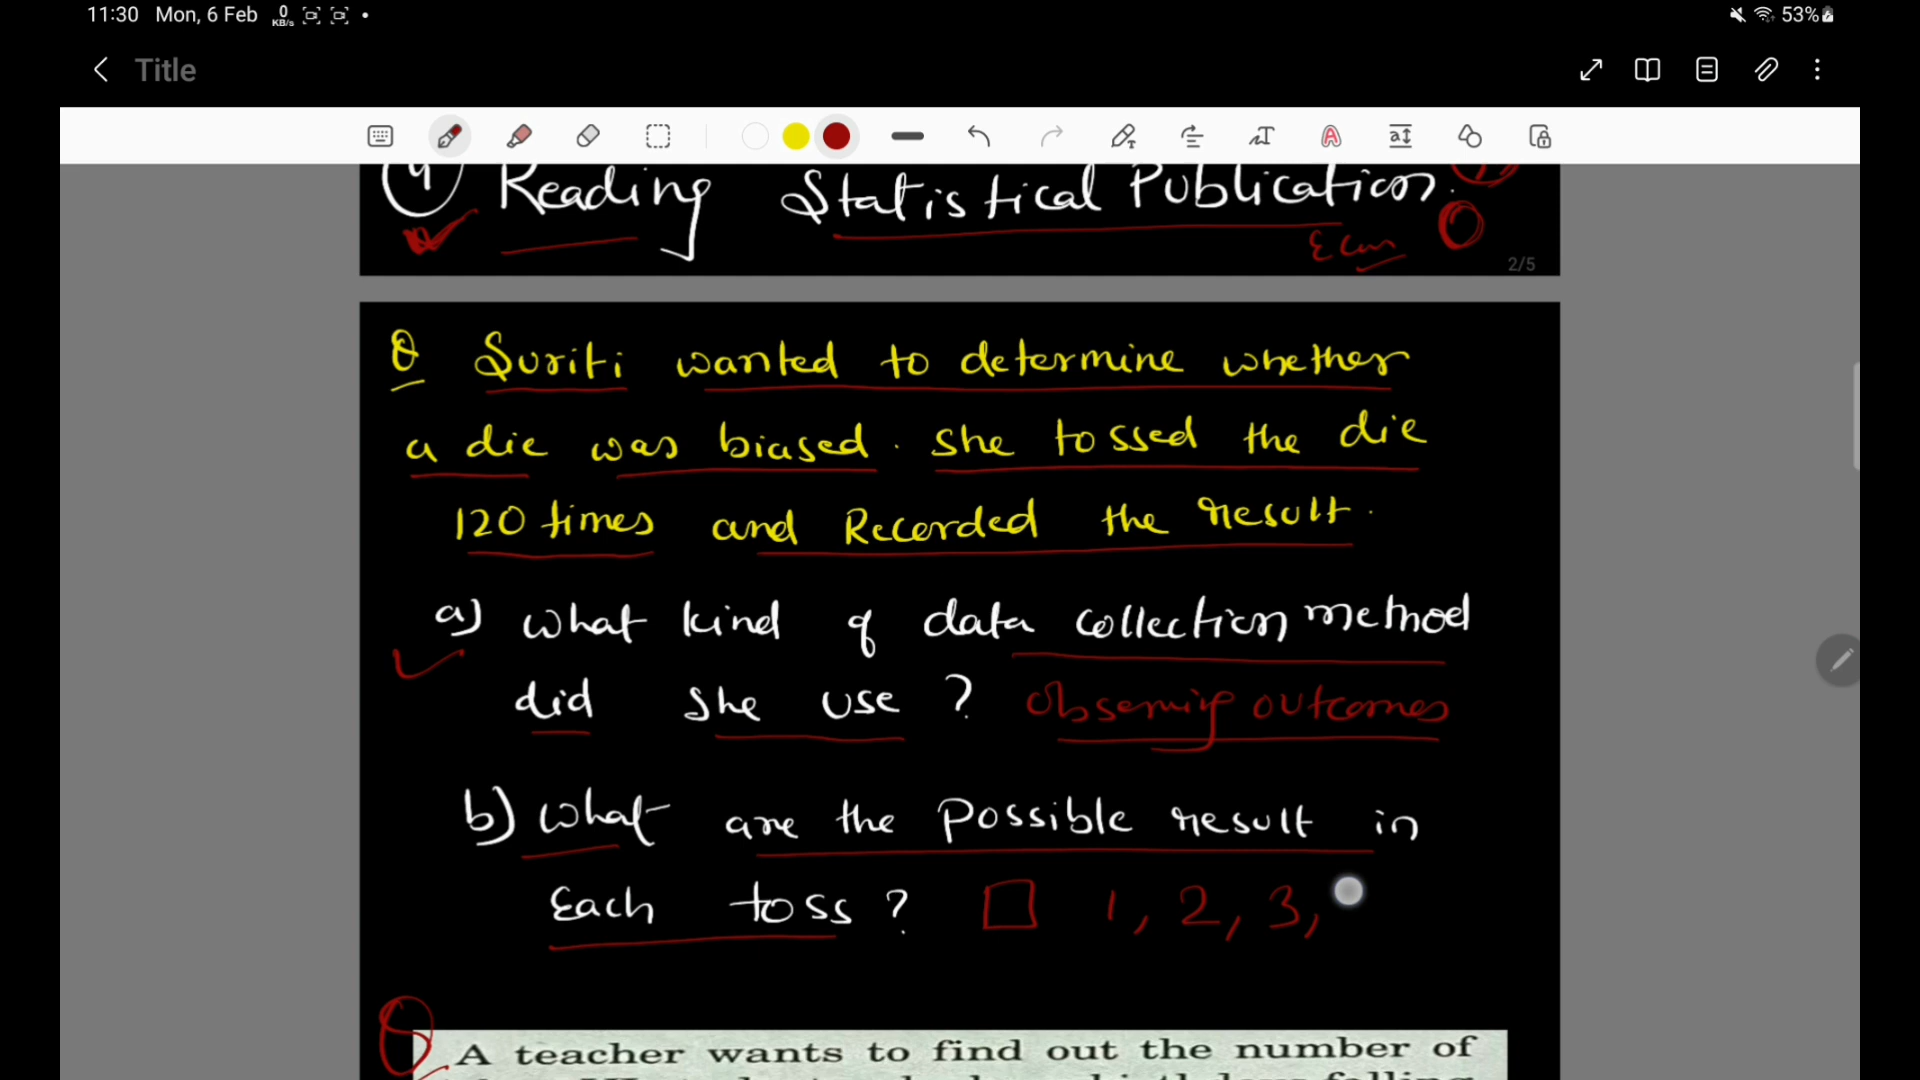 11:30 Mon, 6 Feb 0 KB/s 53%
Title
4 Reading Statistical Publication.
2/5
Q Suriti wanted to determine whether
a die was biased. She tossed the die
120 times and Recorded the result.
a) what kind of data collection method
did she use ? observing outcomes
b) what are the possible result in
Each toss ? 1, 2, 3,
A teacher wants to find out the number of